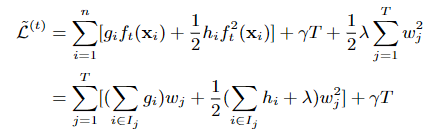 $\tilde{\mathcal{L}}^{(t)} = \sum_{i=1}^{n} [g_i f_t(\mathbf{x}_i) + \frac{1}{2} h_i f_t^2(\mathbf{x}_i)] + \gamma T + \frac{1}{2} \lambda \sum_{j=1}^{T} w_j^2$
$= \sum_{j=1}^{T} [(\sum_{i \in I_j} g_i) w_j + \frac{1}{2} (\sum_{i \in I_j} h_i + \lambda) w_j^2] + \gamma T$